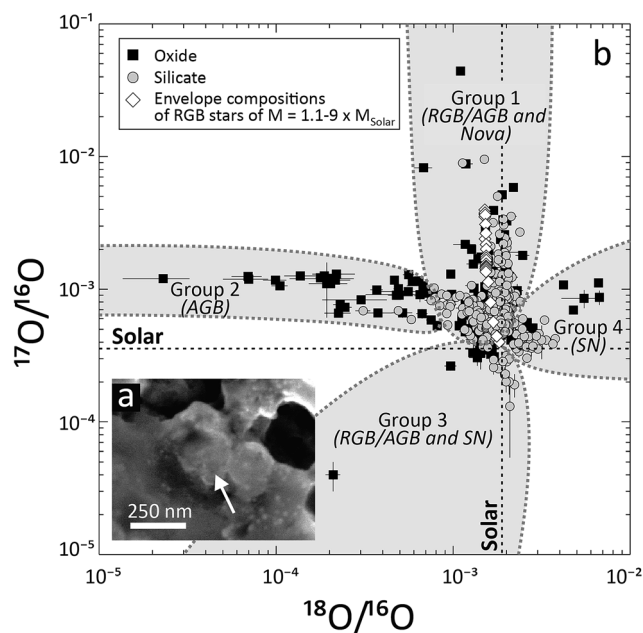 b
Oxide
Silicate
Envelope compositions
of RGB stars of M = 1.1-9 x M_Solar
Group 1
(RGB/AGB and
Nova)
Group 2
(AGB)
Group 4
(SN)
Solar
Group 3
(RGB/AGB and SN)
Solar
a
250 nm
10⁻¹
10⁻²
10⁻³
10⁻⁴
10⁻⁵
¹⁷O/¹⁶O
10⁻⁵ 10⁻⁴ 10⁻³ 10⁻²
¹⁸O/¹⁶O